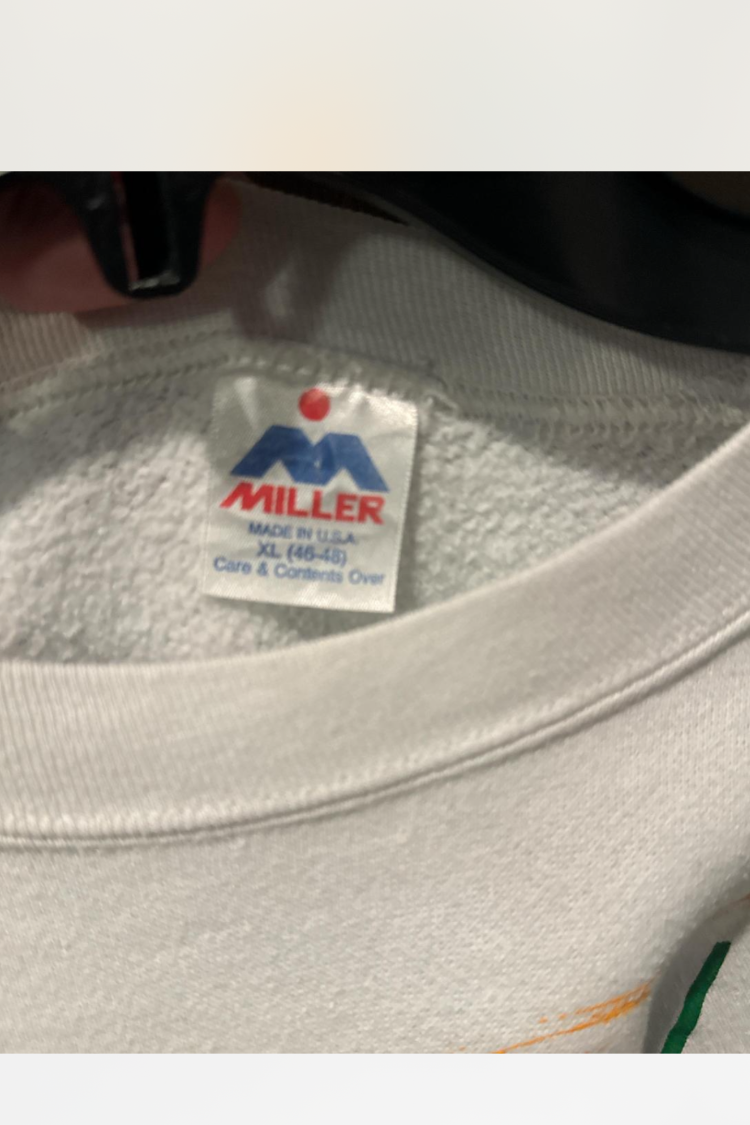 MILLER
MADE IN U.S.A.
XL (46-48)
Care & Contents Over